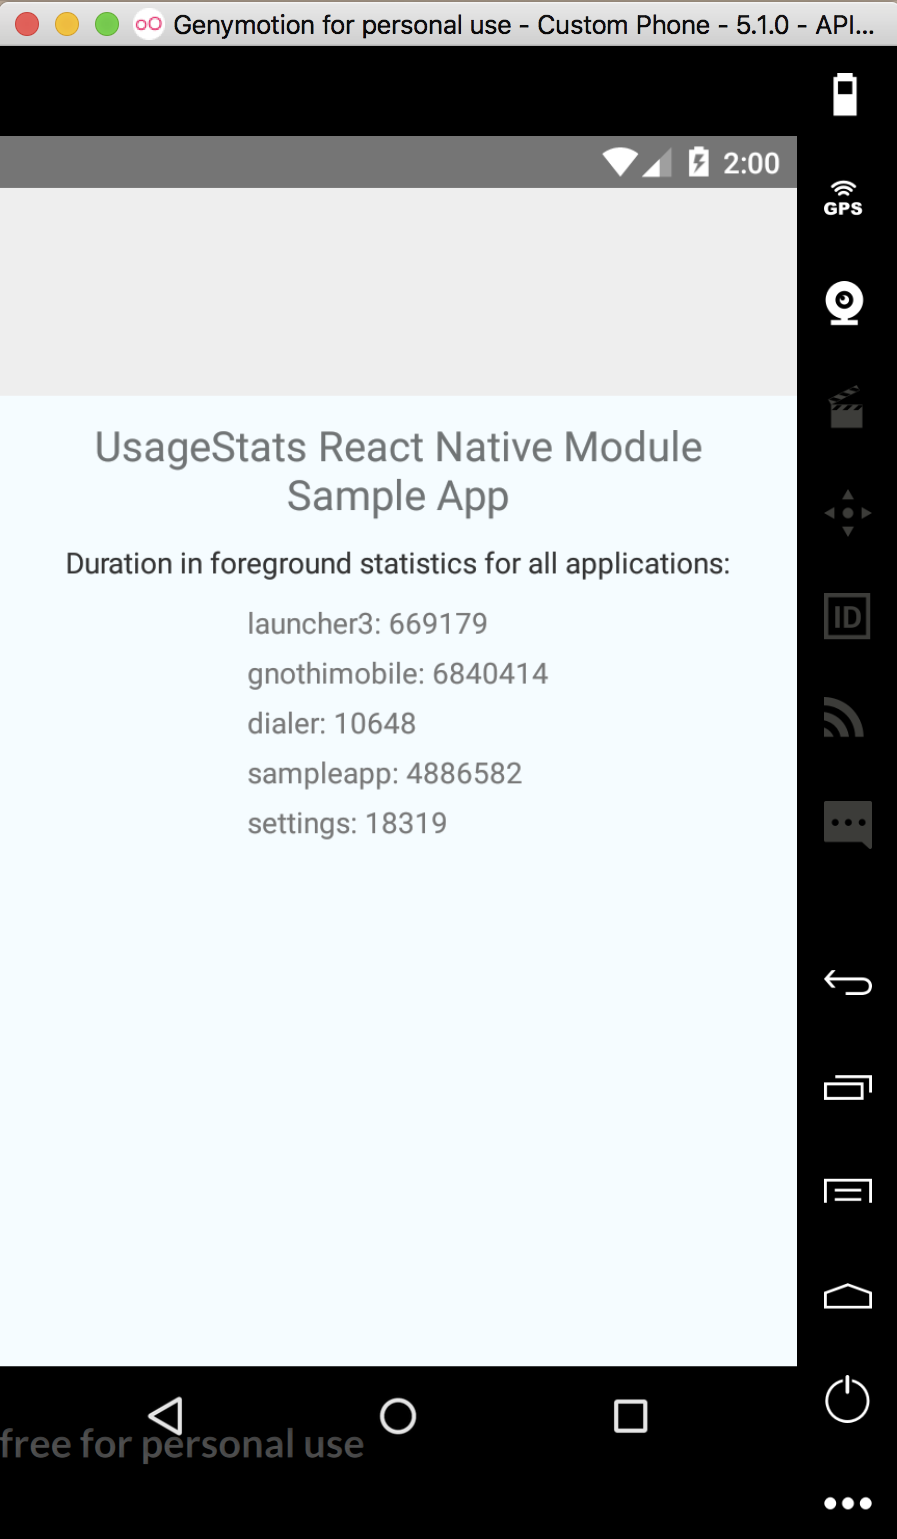 Genymotion for personal use - Custom Phone - 5.1.0 - API...
2:00
GPS
UsageStats React Native Module
Sample App
Duration in foreground statistics for all applications:
launcher3: 669179
gnothimobile: 6840414
dialer: 10648
sampleapp: 4886582
settings: 18319
ID
free for personal use